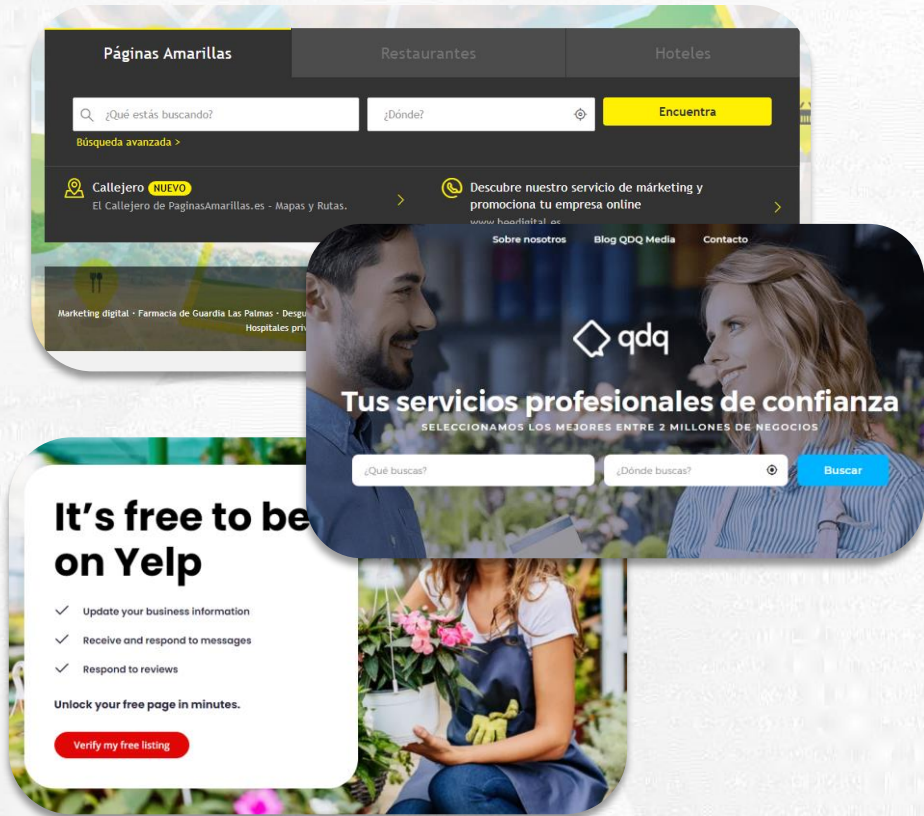 Páginas Amarillas
Restaurantes
Hoteles
¿Qué estás buscando?
¿Dónde?
Encuentra
Búsqueda avanzada >
Callejero NUEVO
El Callejero de PaginasAmarillas.es - Mapas y Rutas.
Descubre nuestro servicio de márketing y
promociona tu empresa online
www.beedigital.es
Marketing digital · Farmacia de Guardia Las Palmas · Desgu
Hospitales priv
Sobre nosotros
Blog QDQ Media
Contacto
qdq
Tus servicios profesionales de confianza
SELECCIONAMOS LOS MEJORES ENTRE 2 MILLONES DE NEGOCIOS
¿Qué buscas?
¿Dónde buscas?
Buscar
It's free to be
on Yelp
Update your business information
Receive and respond to messages
Respond to reviews
Unlock your free page in minutes.
Verify my free listing